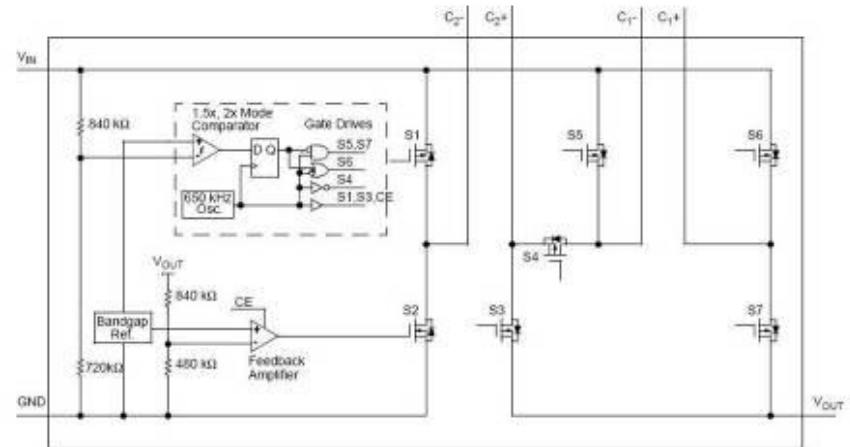 C2- C2+ C1- C1+
VIN
1.5x, 2x Mode
Comparator
Gate Drives
840 kΩ
D Q
S5,S7
S6
S4
S1,S3,CE
650 kHz
Osc.
S1
S5
S6
S4
VOUT
840 kΩ
CE
S2
S3
S7
Bandgap
Ref.
+
-
720kΩ
480 kΩ
Feedback
Amplifier
GND
VOUT